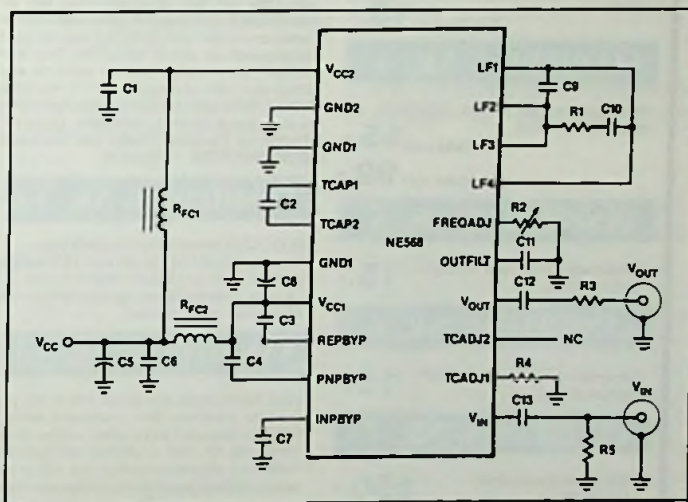 VCC2
LF1
C1
C9
GND2
LF2
R1
C10
GND1
LF3
TCAP1
LF4
C2
RFC1
TCAP2
FREQADJ
R2
NE568
GND1
OUTFILT
C11
C8
C12
VOUT
RFC2
VCC1
VOUT
R3
C3
VCC
REPBYP
TCADJ2
NC
C5
C6
C4
PNPBYP
TCADJ1
R4
VIN
C13
INPBYP
VIN
C7
R5